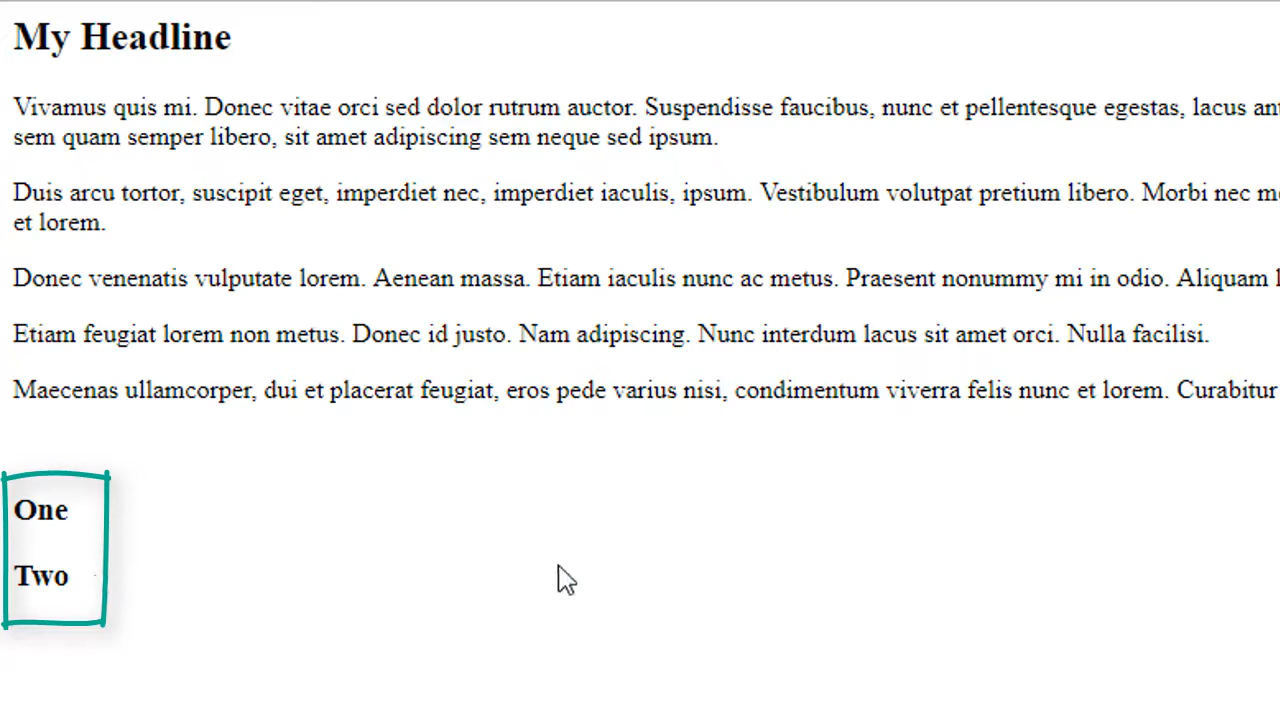 My Headline
Vivamus quis mi. Donec vitae orci sed dolor rutrum auctor. Suspendisse faucibus, nunc et pellentesque egestas, lacus
sem quam semper libero, sit amet adipiscing sem neque sed ipsum.
Duis arcu tortor, suscipit eget, imperdiet nec, imperdiet iaculis, ipsum. Vestibulum volutpat pretium libero. Morbi nec
et lorem.
Donec venenatis vulputate lorem. Aenean massa. Etiam iaculis nunc ac metus. Praesent nonummy mi in odio. Aliquam
Etiam feugiat lorem non metus. Donec id justo. Nam adipiscing. Nunc interdum lacus sit amet orci. Nulla facilisi.
Maecenas ullamcorper, dui et placerat feugiat, eros pede varius nisi, condimentum viverra felis nunc et lorem. Curabitur
One
Two